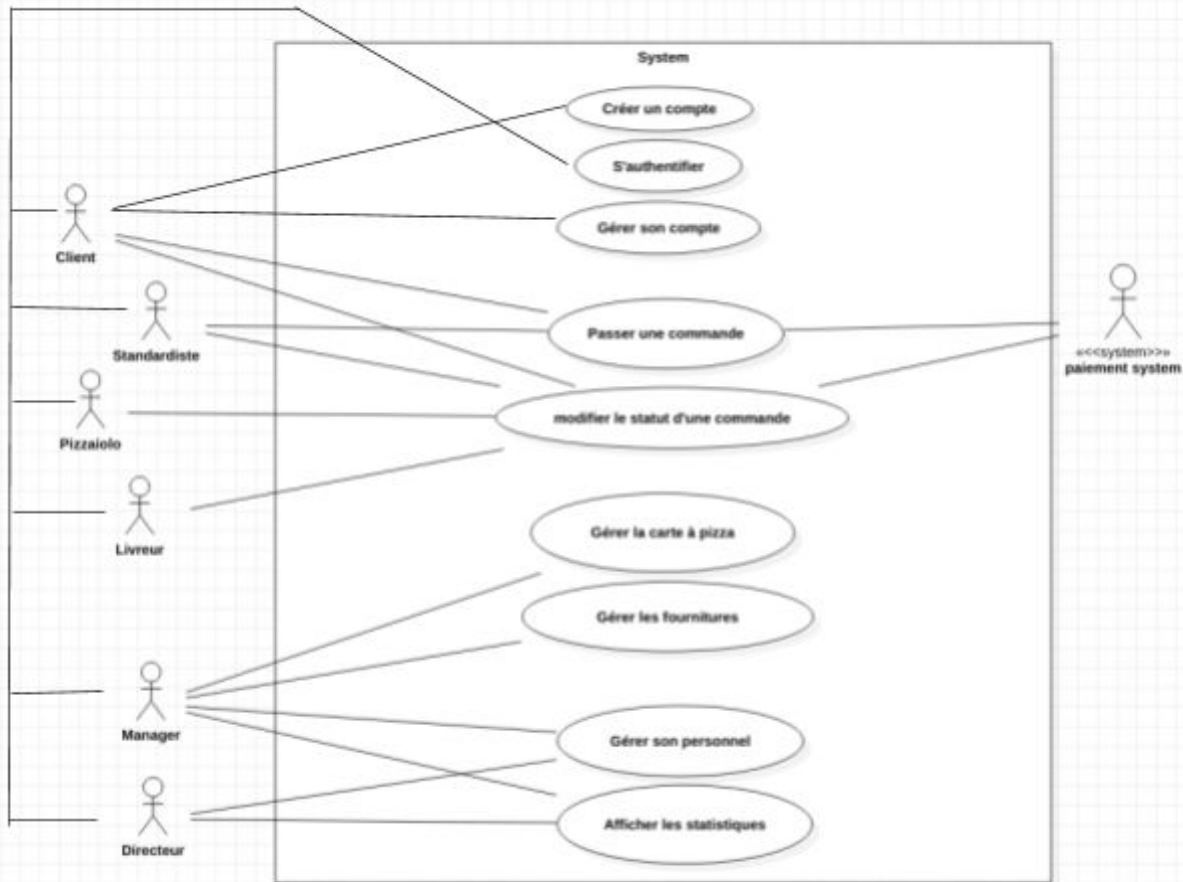 System
Créer un compte
S'authentifier
Gérer son compte
Client
Passer une commande
Standardiste
«<<system>>»
paiement system
modifier le statut d'une commande
Pizzaiolo
Livreur
Gérer la carte à pizza
Gérer les fournitures
Manager
Gérer son personnel
Afficher les statistiques
Directeur